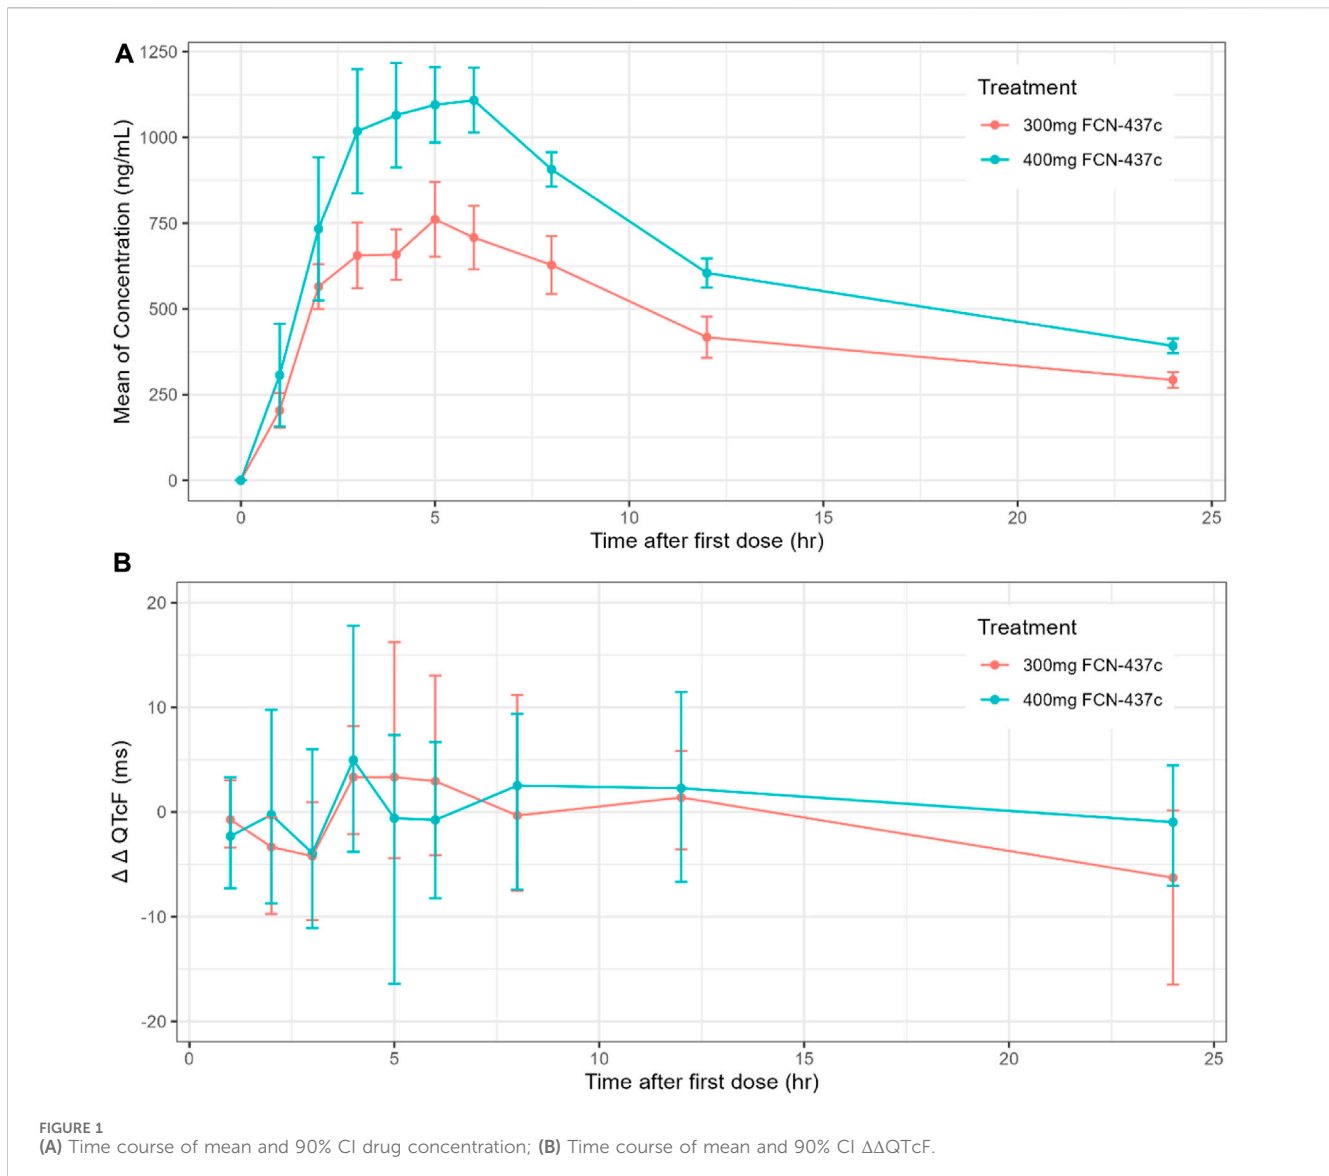 A
1250
1000
750
500
250
0
Mean of Concentration (ng/mL)
Treatment
300mg FCN-437c
400mg FCN-437c
0 5 10 15 20 25
Time after first dose (hr)
B
20
10
0
-10
-20
Δ Δ QTcF (ms)
Treatment
300mg FCN-437c
400mg FCN-437c
0 5 10 15 20 25
Time after first dose (hr)
FIGURE 1
(A) Time course of mean and 90% CI drug concentration; (B) Time course of mean and 90% CI ΔΔQTcF.